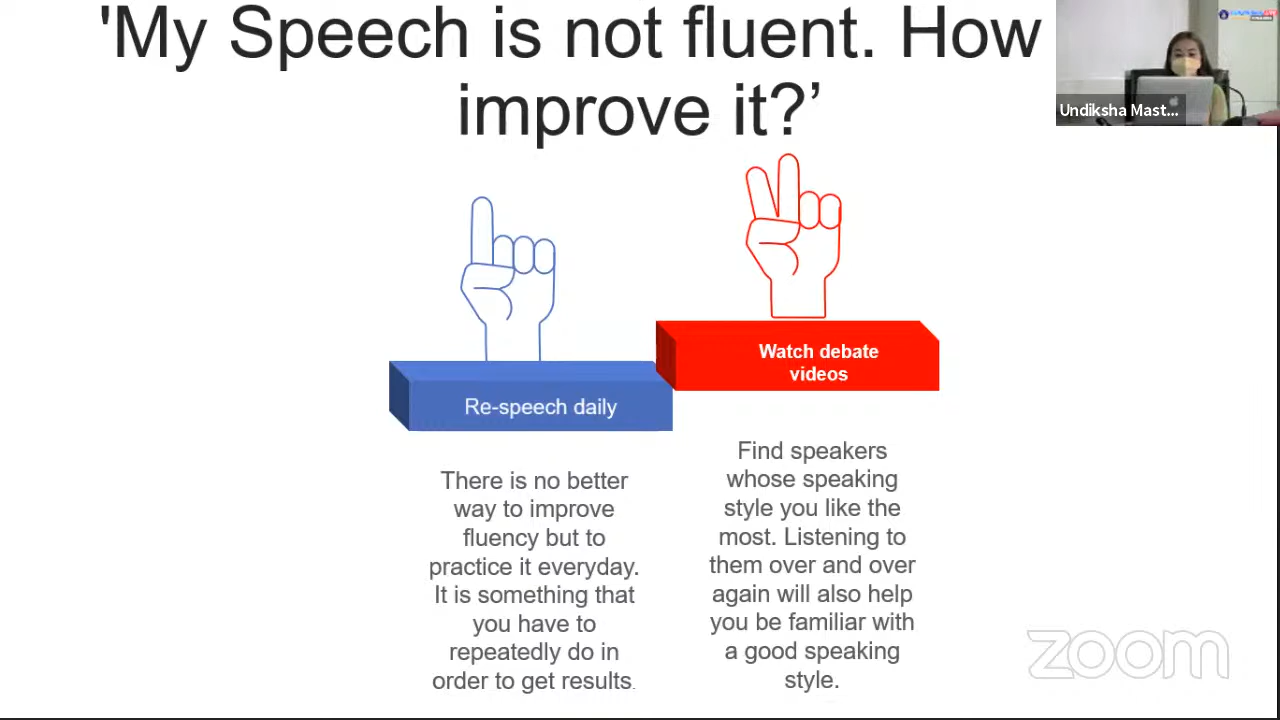 'My Speech is not fluent. How
improve it?’
Undiksha Mast...
Re-speech daily
Watch debate
videos
There is no better
way to improve
fluency but to
practice it everyday.
It is something that
you have to
repeatedly do in
order to get results.
Find speakers
whose speaking
style you like the
most. Listening to
them over and over
again will also help
you be familiar with
a good speaking
style.
zoom